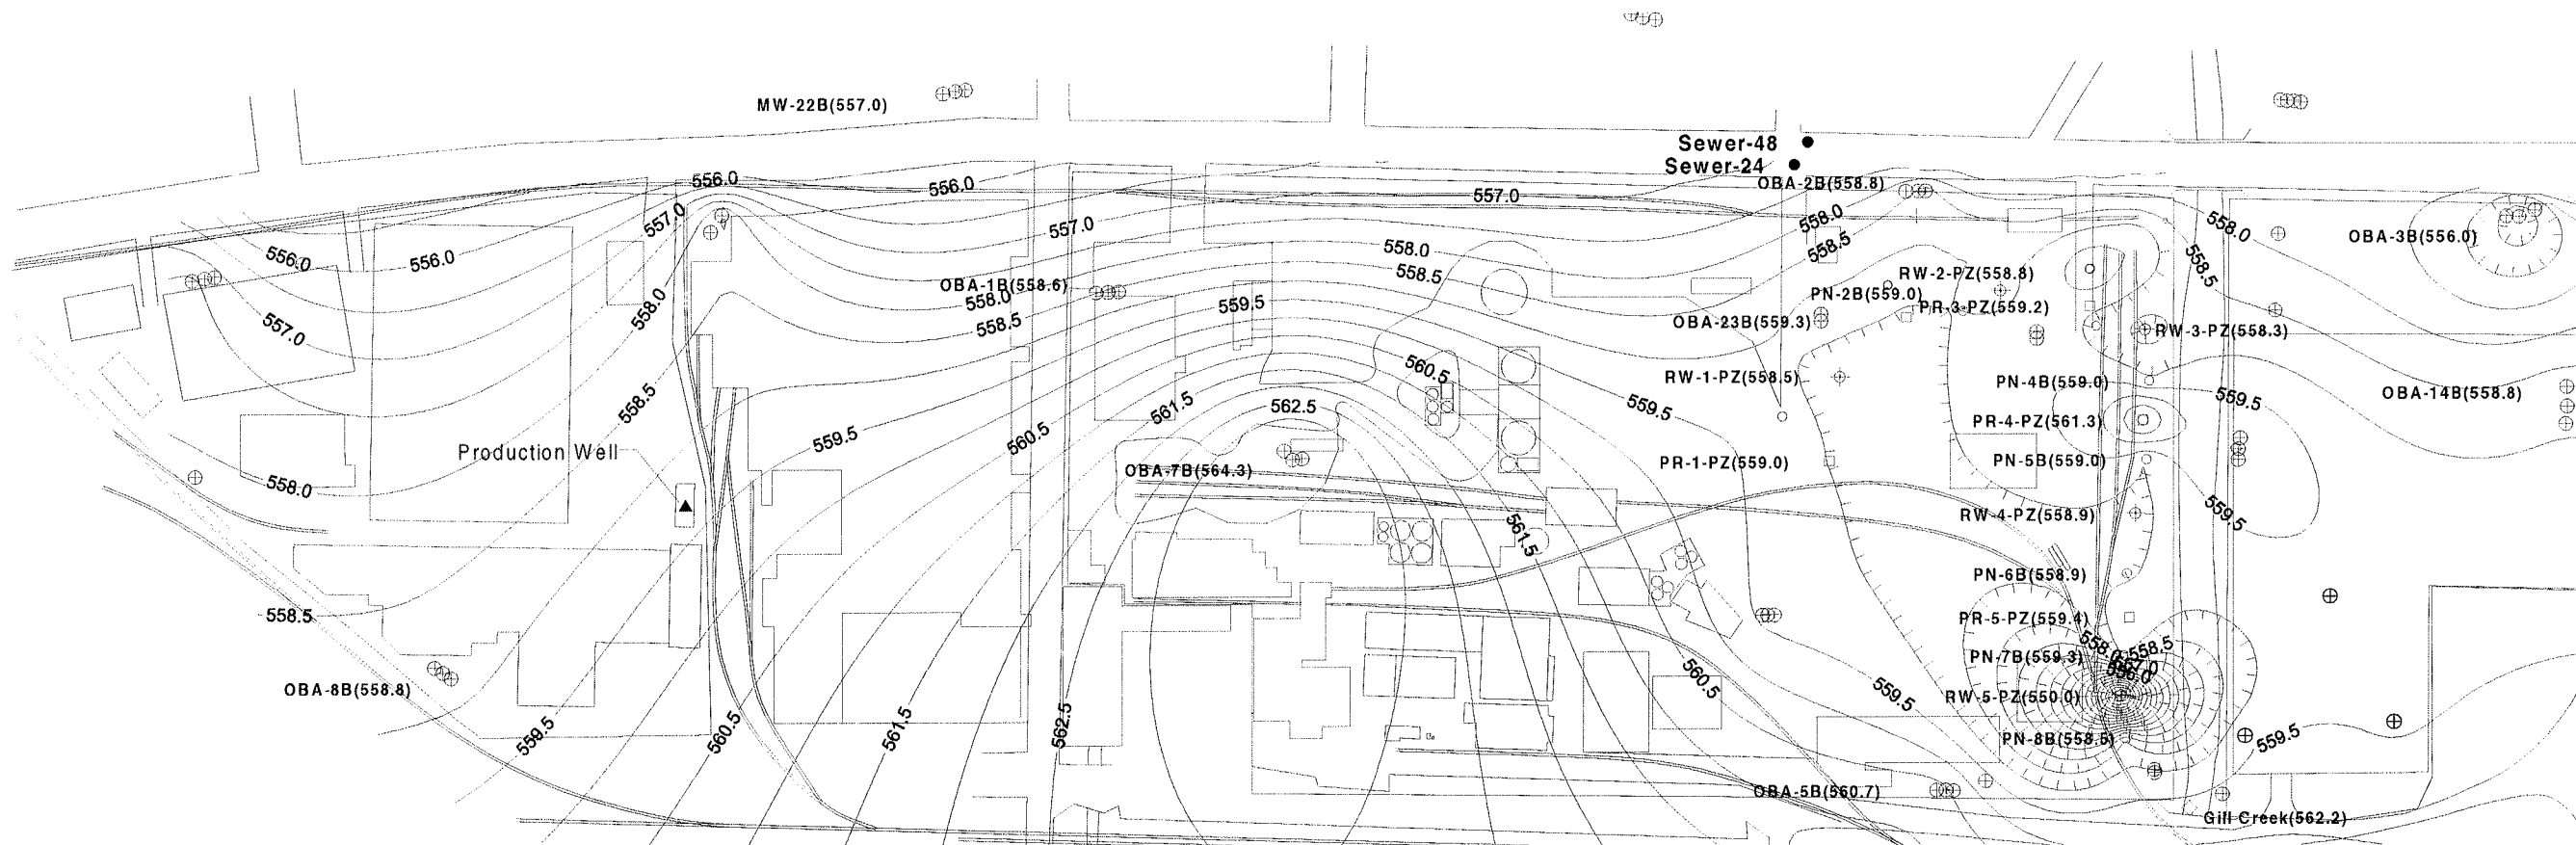 MW-22B(557.0)
Sewer-48
Sewer-24
OBA-2B(558.8)
556.0
556.0
557.0
557.0
557.0
558.0
558.0
558.0
OBA-3B(556.0)
556.0
556.0
558.5
558.5
558.5
RW-2-PZ(558.8)
OBA-1B(558.6)
558.0
558.0
559.5
PN-2B(559.0)
PR-3-PZ(559.2)
557.0
558.5
OBA-23B(559.3)
RW-3-PZ(558.3)
560.5
RW-1-PZ(558.5)
PN-4B(559.0)
OBA-14B(558.8)
558.5
561.5
562.5
559.5
559.5
PR-4-PZ(561.3)
Production Well
559.5
560.5
OBA-7B(564.3)
PR-1-PZ(559.0)
PN-5B(559.0)
558.0
RW-4-PZ(558.9)
559.5
561.5
PN-6B(558.9)
558.5
PR-5-PZ(559.4)
558.0
558.5
PN-7B(559.3)
556.0
OBA-8B(558.8)
560.5
559.5
RW-5-PZ(550.0)
559.5
560.5
561.5
562.5
PN-8B(558.5)
559.5
OBA-5B(560.7)
Gill Creek(562.2)